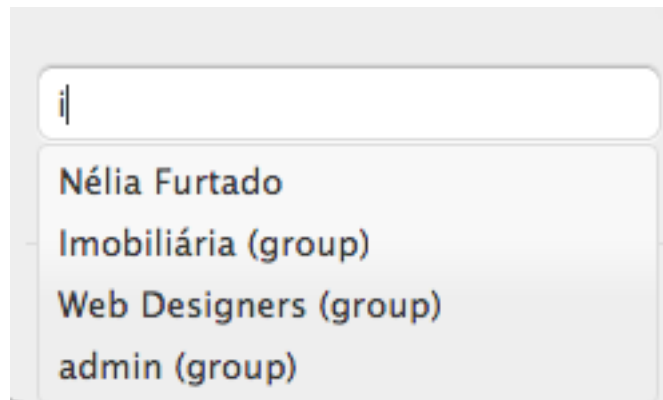 i
Nélia Furtado
Imobiliária (group)
Web Designers (group)
admin (group)